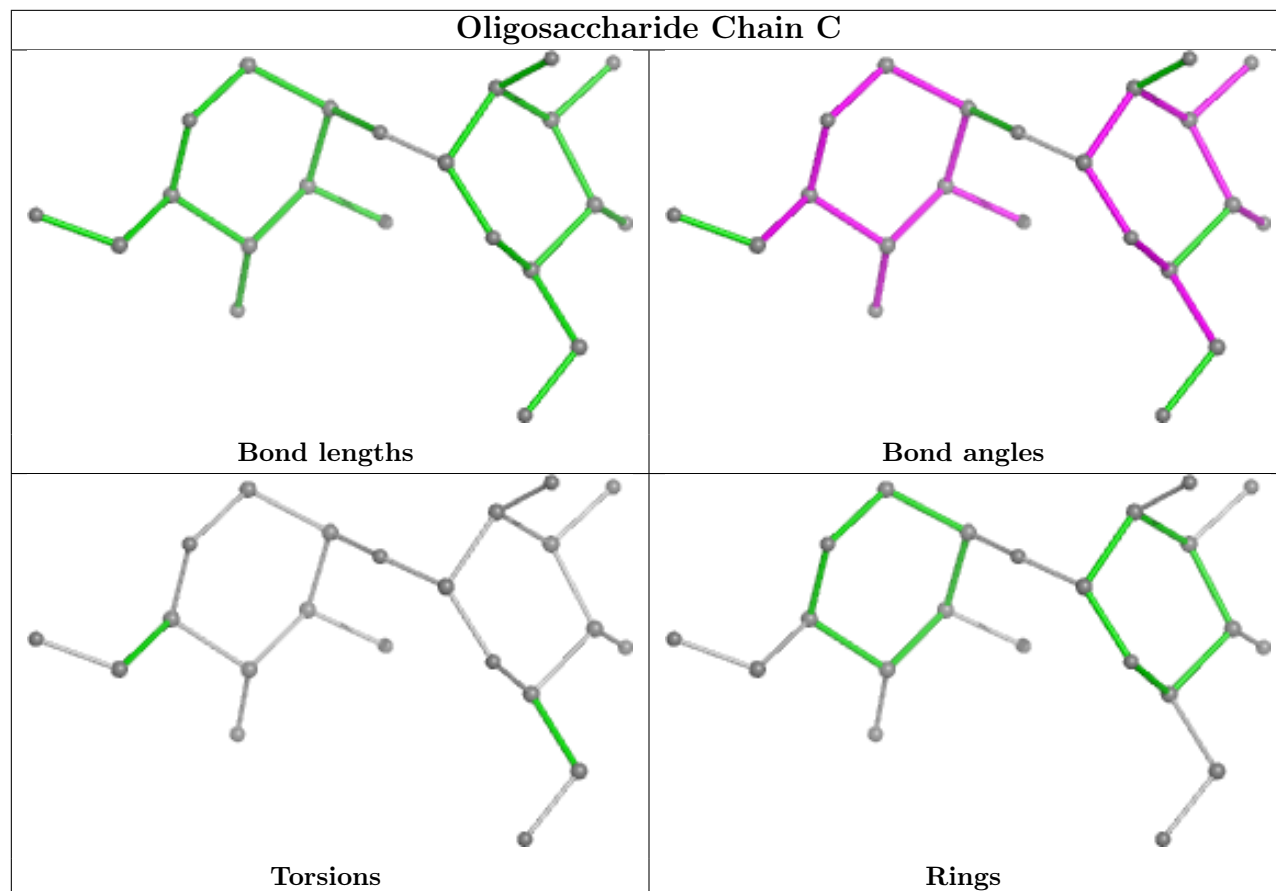 Oligosaccharide Chain C
Bond lengths
Bond angles
Torsions
Rings